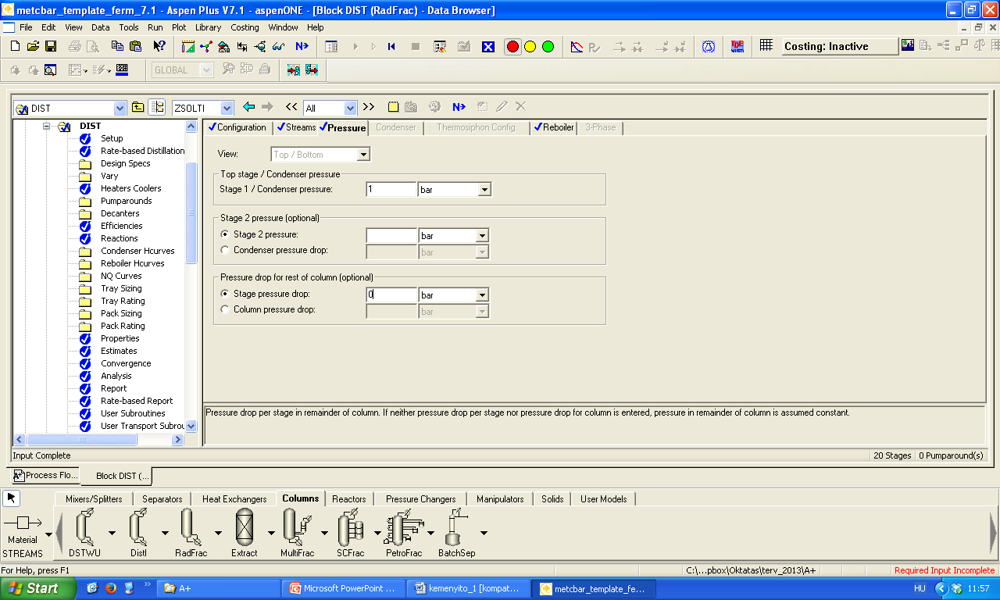 metcbar_template_ferm_7.1 - Aspen Plus V7.1 - aspenONE - [Block DIST (RadFrac) - Data Browser]
File Edit View Data Tools Run Plot Library Costing Window Help
N> Costing: Inactive
GLOBAL
DIST ZSOLTI << All >> N>
DIST
Setup
Rate-based Distillation
Design Specs
Vary
Heaters Coolers
Pumparounds
Decanters
Efficiencies
Reactions
Condenser Hcurves
Reboiler Hcurves
NQ Curves
Tray Sizing
Tray Rating
Pack Sizing
Pack Rating
Properties
Estimates
Convergence
Analysis
Report
Rate-based Report
User Subroutines
User Transport Subrou
Configuration Streams Pressure Condenser Thermosiphon Config. Reboiler 3-Phase
View: Top / Bottom
Top stage / Condenser pressure
Stage 1 / Condenser pressure: 1 bar
Stage 2 pressure (optional)
Stage 2 pressure: bar
Condenser pressure drop: bar
Pressure drop for rest of column (optional)
Stage pressure drop: 0 bar
Column pressure drop: bar
Pressure drop per stage in remainder of column. If neither pressure drop per stage nor pressure drop for column is entered, pressure in remainder of column is assumed constant.
Input Complete 20 Stages 0 Pumparound(s)
Process Flo... Block DIST (...
Mixers/Splitters Separators Heat Exchangers Columns Reactors Pressure Changers Manipulators Solids User Models
Material
STREAMS DSTWU Distl RadFrac Extract MultiFrac SCFrac PetroFrac BatchSep
For Help, press F1 C:\...pbox\Oktatas\terv_2013\A+ Required Input Incomplete
Start A+ Microsoft PowerPoint ... kemenyito_1 [kompat... metcbar_template_fe... HU 11:57